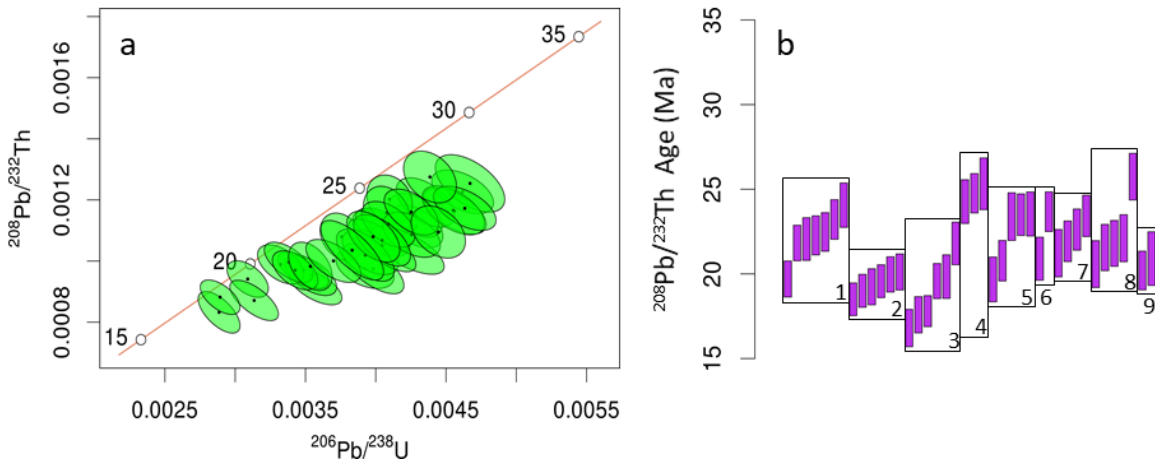 a
0.0008 0.0012 0.0016
²⁰⁸Pb/²³²Th
15
20
25
30
35
0.0025 0.0035 0.0045 0.0055
²⁰⁶Pb/²³⁸U
b
²⁰⁸Pb/²³²Th Age (Ma)
35
30
25
20
15
1 2 3 4 5 6 7 8 9